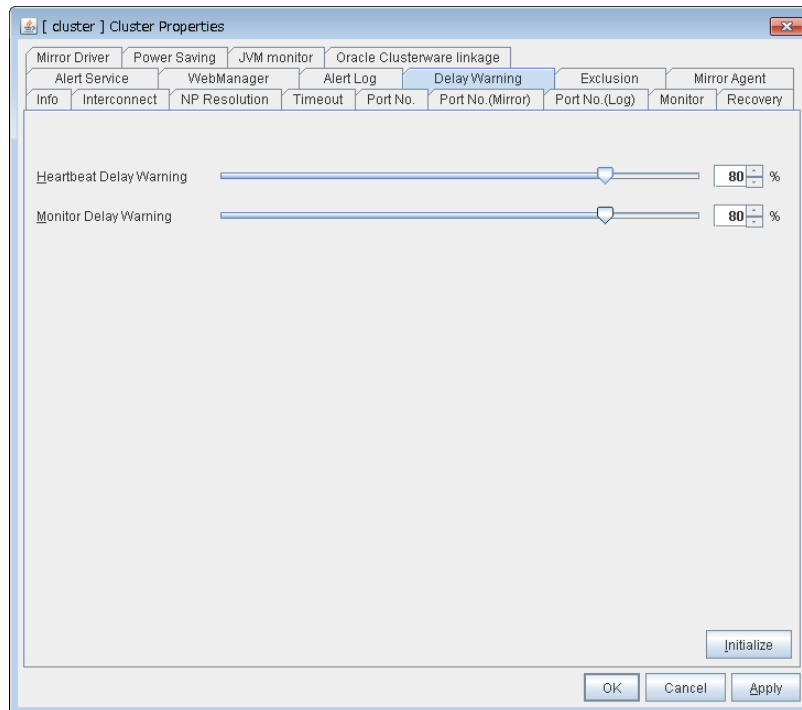 [ cluster ] Cluster Properties
Mirror Driver Power Saving JVM monitor Oracle Clusterware linkage
Alert Service WebManager Alert Log Delay Warning Exclusion Mirror Agent
Info Interconnect NP Resolution Timeout Port No. Port No.(Mirror) Port No.(Log) Monitor Recovery
Heartbeat Delay Warning 80 %
Monitor Delay Warning 80 %
Initialize
OK Cancel Apply